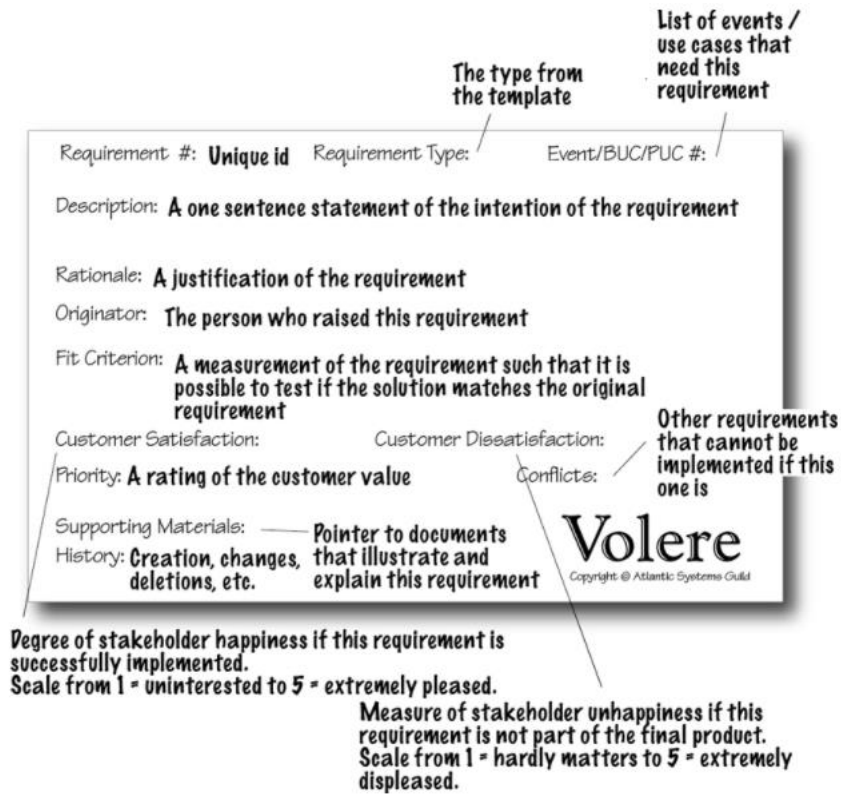 List of events /
use cases that
need this
requirement
The type from
the template
Requirement #: Unique id Requirement Type: Event/BUC/PUC #:
Description: A one sentence statement of the intention of the requirement
Rationale: A justification of the requirement
Originator: The person who raised this requirement
Fit Criterion: A measurement of the requirement such that it is
possible to test if the solution matches the original
requirement
Other requirements
that cannot be
implemented if this
one is
Customer Satisfaction: Customer Dissatisfaction:
Priority: A rating of the customer value Conflicts:
Supporting Materials: Pointer to documents
that illustrate and
explain this requirement
History: Creation, changes,
deletions, etc.
Volere
Copyright © Atlantic Systems Guild
Degree of stakeholder happiness if this requirement is
successfully implemented.
Scale from 1 = uninterested to 5 = extremely pleased.
Measure of stakeholder unhappiness if this
requirement is not part of the final product.
Scale from 1 = hardly matters to 5 = extremely
displeased.